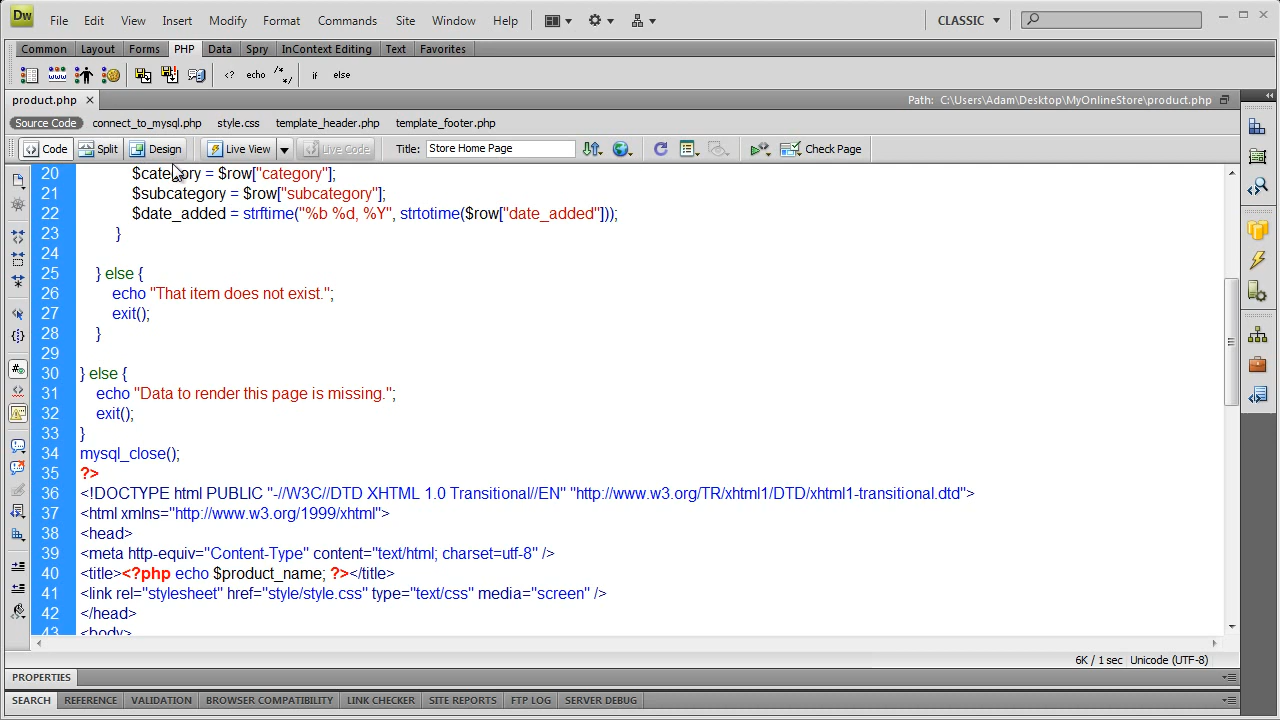 Dw File Edit View Insert Modify Format Commands Site Window Help CLASSIC
Common Layout Forms PHP Data Spry InContext Editing Text Favorites
<? echo /* */ if else
product.php Path: C:\Users\Adam\Desktop\MyOnlineStore\product.php
Source Code connect_to_mysql.php style.css template_header.php template_footer.php
Code Split Design Live View Live Code Title: Store Home Page Check Page
20 $category = $row["category"];
21 $subcategory = $row["subcategory"];
22 $date_added = strftime("%b %d, %Y", strtotime($row["date_added"]));
23 }
24
25 } else {
26 echo "That item does not exist.";
27 exit();
28 }
29
30 } else {
31 echo "Data to render this page is missing.";
32 exit();
33 }
34 mysql_close();
35 ?>
36 <!DOCTYPE html PUBLIC "-//W3C//DTD XHTML 1.0 Transitional//EN" "http://www.w3.org/TR/xhtml1/DTD/xhtml1-transitional.dtd">
37 <html xmlns="http://www.w3.org/1999/xhtml">
38 <head>
39 <meta http-equiv="Content-Type" content="text/html; charset=utf-8" />
40 <title><?php echo $product_name; ?></title>
41 <link rel="stylesheet" href="style/style.css" type="text/css" media="screen" />
42 </head>
43 <body>
6K / 1 sec Unicode (UTF-8)
PROPERTIES
SEARCH REFERENCE VALIDATION BROWSER COMPATIBILITY LINK CHECKER SITE REPORTS FTP LOG SERVER DEBUG